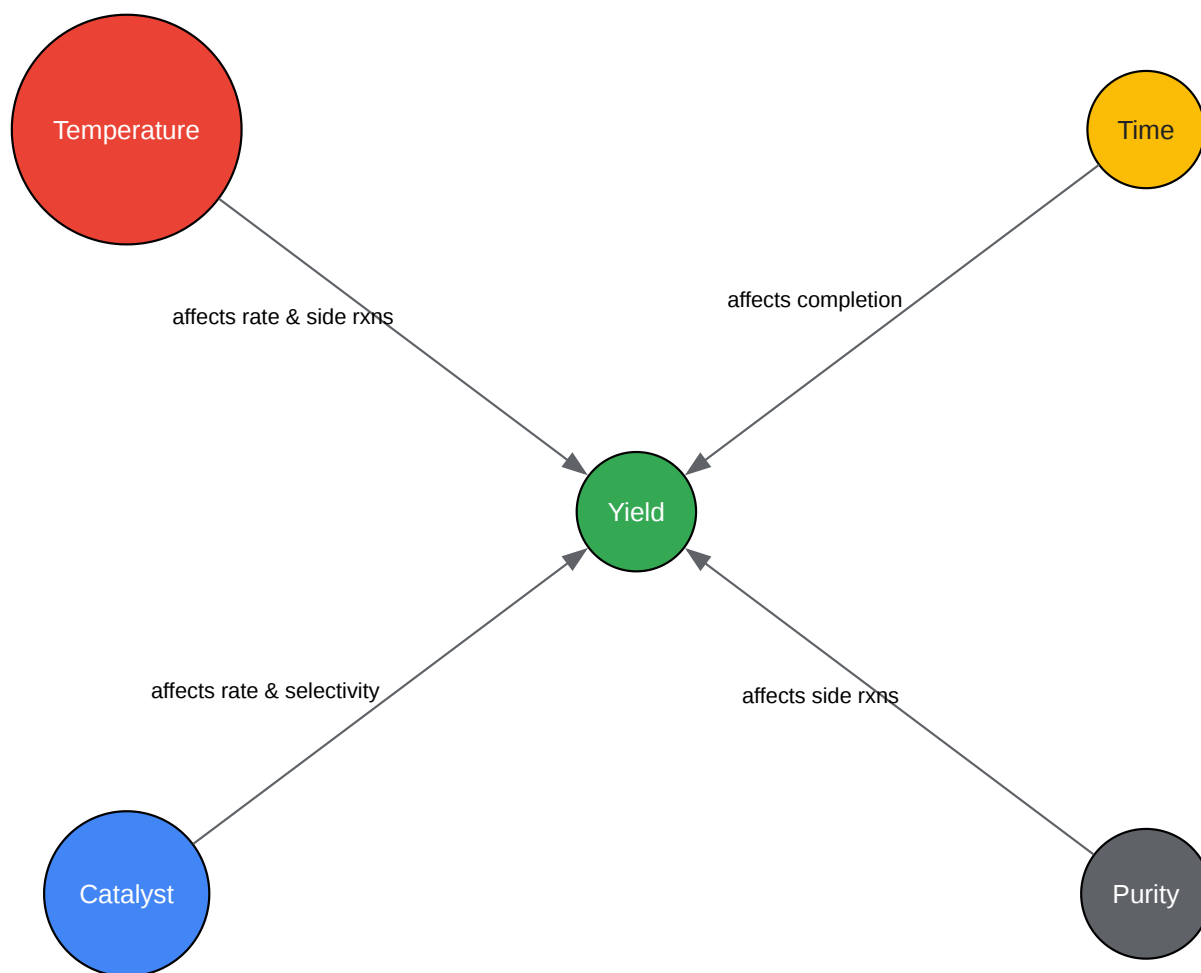 Temperature
Time
affects completion
affects rate & side rxns
Yield
affects rate & selectivity
affects side rxns
Catalyst
Purity